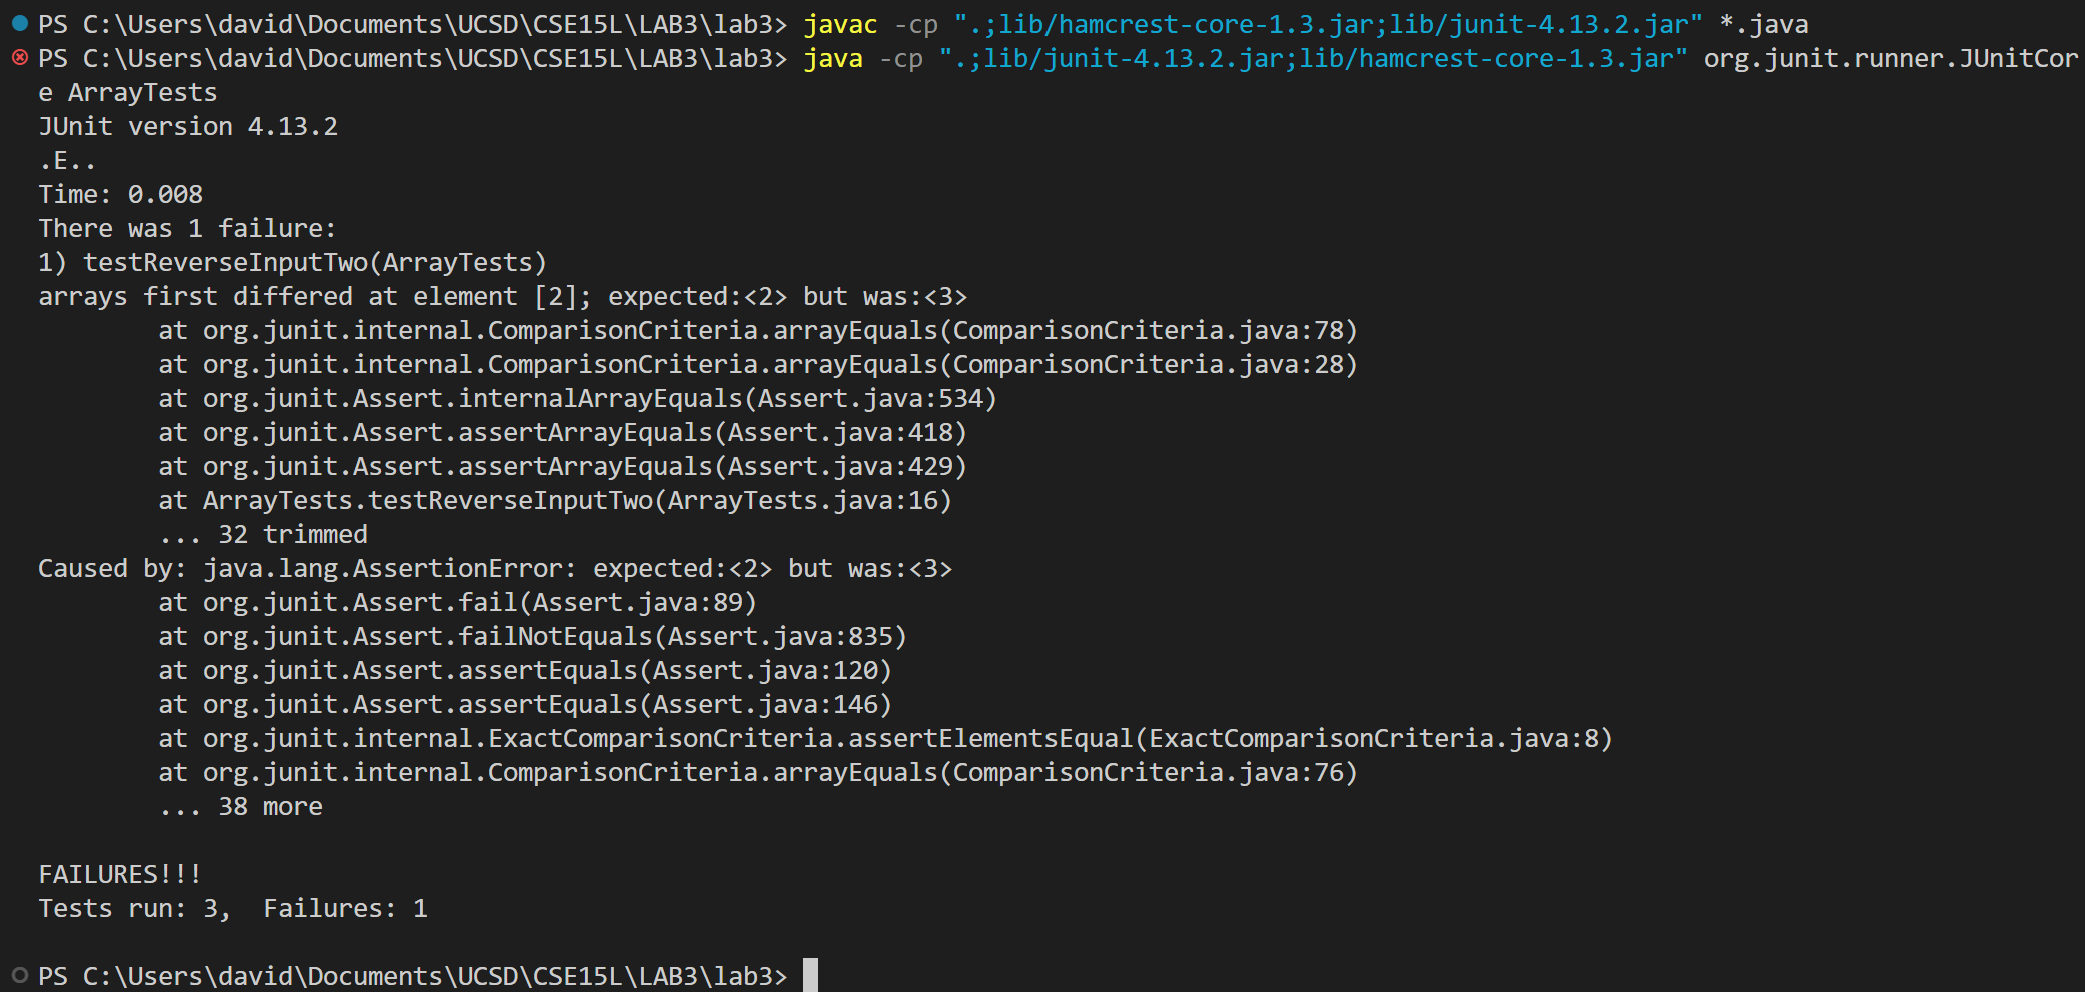 PS C:\Users\david\Documents\UCSD\CSE15L\LAB3\lab3> javac -cp ".;lib/hamcrest-core-1.3.jar;lib/junit-4.13.2.jar" *.java
PS C:\Users\david\Documents\UCSD\CSE15L\LAB3\lab3> java -cp ".;lib/junit-4.13.2.jar;lib/hamcrest-core-1.3.jar" org.junit.runner.JUnitCor
e ArrayTests
JUnit version 4.13.2
.E..
Time: 0.008
There was 1 failure:
1) testReverseInputTwo(ArrayTests)
arrays first differed at element [2]; expected:<2> but was:<3>
        at org.junit.internal.ComparisonCriteria.arrayEquals(ComparisonCriteria.java:78)
        at org.junit.internal.ComparisonCriteria.arrayEquals(ComparisonCriteria.java:28)
        at org.junit.Assert.internalArrayEquals(Assert.java:534)
        at org.junit.Assert.assertArrayEquals(Assert.java:418)
        at org.junit.Assert.assertArrayEquals(Assert.java:429)
        at ArrayTests.testReverseInputTwo(ArrayTests.java:16)
        ... 32 trimmed
Caused by: java.lang.AssertionError: expected:<2> but was:<3>
        at org.junit.Assert.fail(Assert.java:89)
        at org.junit.Assert.failNotEquals(Assert.java:835)
        at org.junit.Assert.assertEquals(Assert.java:120)
        at org.junit.Assert.assertEquals(Assert.java:146)
        at org.junit.internal.ExactComparisonCriteria.assertElementsEqual(ExactComparisonCriteria.java:8)
        at org.junit.internal.ComparisonCriteria.arrayEquals(ComparisonCriteria.java:76)
        ... 38 more

FAILURES!!!
Tests run: 3,  Failures: 1

PS C:\Users\david\Documents\UCSD\CSE15L\LAB3\lab3>